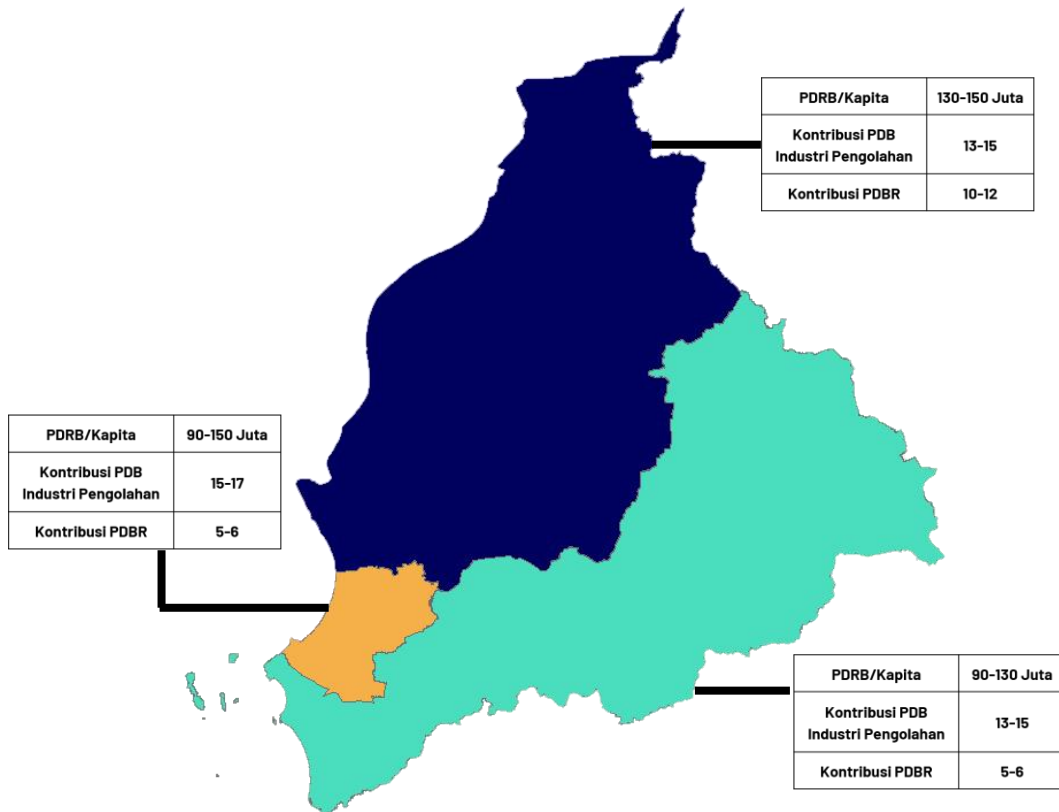 PDRB/Kapita 130-150 Juta
Kontribusi PDB
Industri Pengolahan 13-15
Kontribusi PDBR 10-12
PDRB/Kapita 90-150 Juta
Kontribusi PDB
Industri Pengolahan 15-17
Kontribusi PDBR 5-6
PDRB/Kapita 90-130 Juta
Kontribusi PDB
Industri Pengolahan 13-15
Kontribusi PDBR 5-6